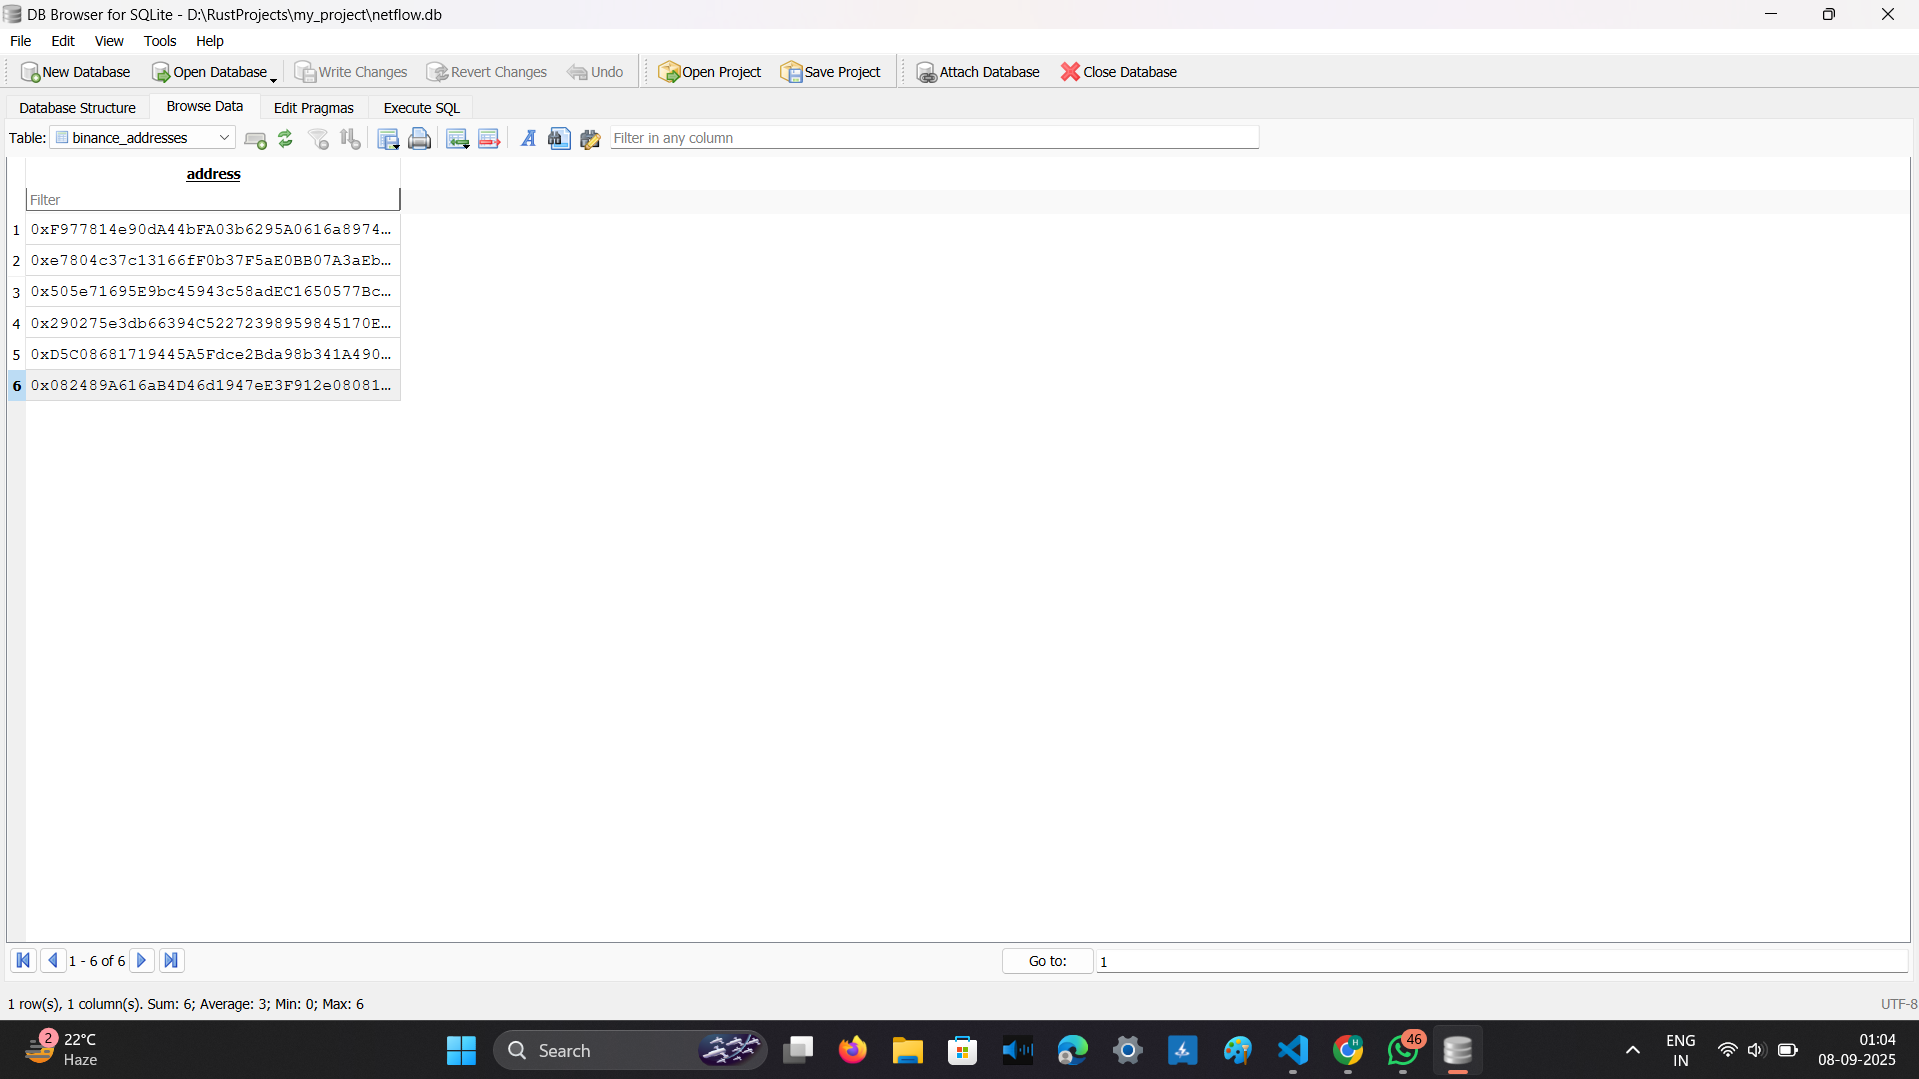 DB Browser for SQLite - D:\RustProjects\my_project\netflow.db
File Edit View Tools Help
New Database Open Database Write Changes Revert Changes Undo Open Project Save Project Attach Database Close Database
Database Structure Browse Data Edit Pragmas Execute SQL
Table: binance_addresses Filter in any column
address
Filter
1 0xF977814e90dA44bFA03b6295A0616a8974...
2 0xe7804c37c13166fF0b37F5aE0BB07A3aEb...
3 0x505e71695E9bc45943c58adEC1650577Bc...
4 0x290275e3db66394C52272398959845170E...
5 0xD5C08681719445A5Fdce2Bda98b341A490...
6 0x082489A616aB4D46d1947eE3F912e08081...
1 - 6 of 6 Go to: 1
1 row(s), 1 column(s). Sum: 6; Average: 3; Min: 0; Max: 6 UTF-8
2 22°C Haze
Search
46
ENG IN
01:04
08-09-2025